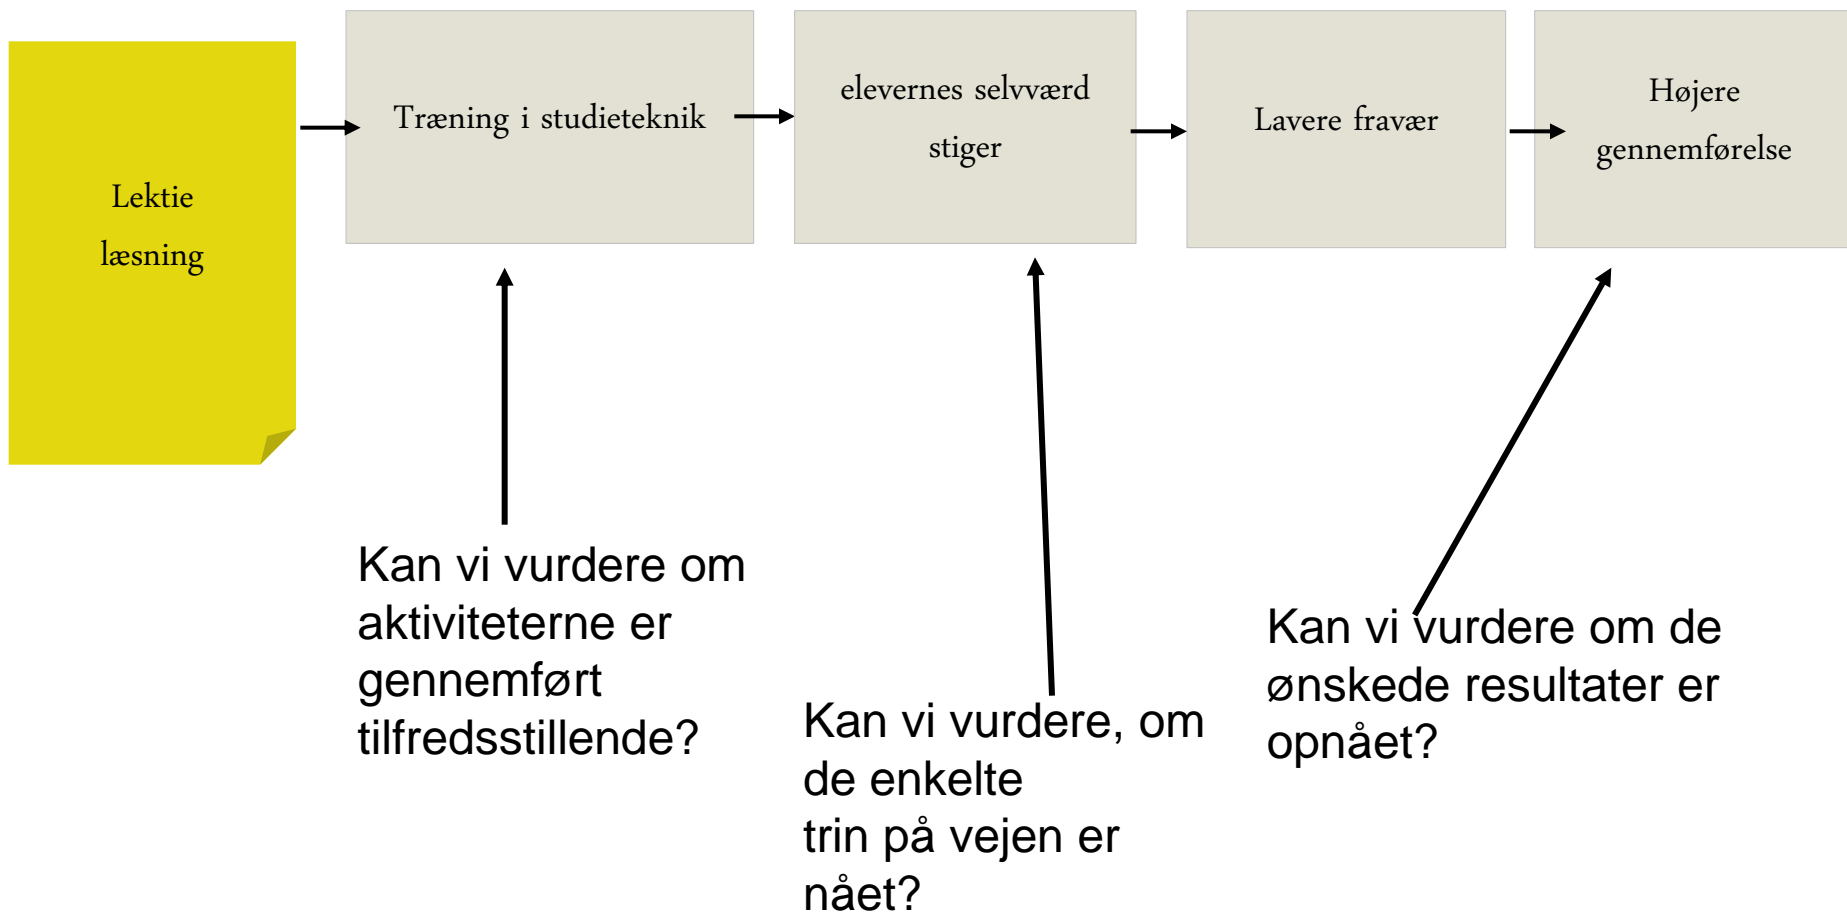 Lektie
læsning
Træning i studieteknik
elevernes selvværd
stiger
Lavere fravær
Højere
gennemførelse
Kan vi vurdere om
aktiviteterne er
gennemført
tilfredsstillende?
Kan vi vurdere, om
de enkelte
trin på vejen er
nået?
Kan vi vurdere om de
ønskede resultater er
opnået?